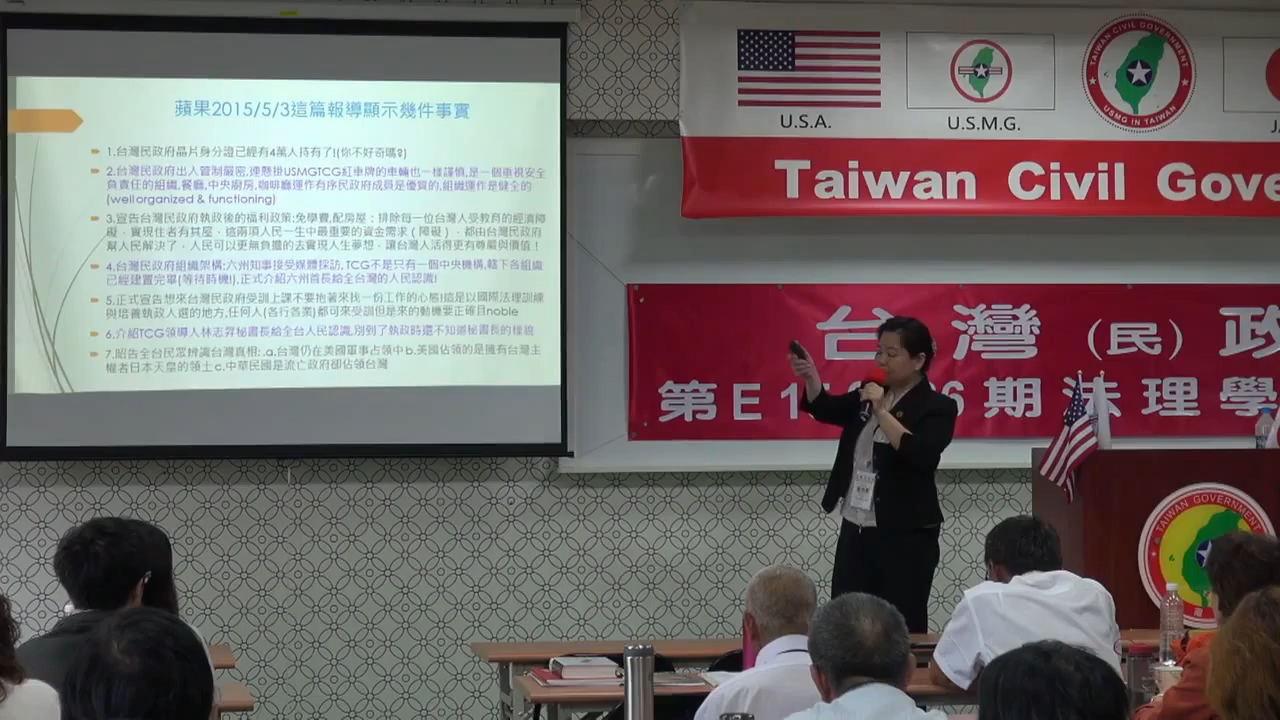 蘋果2015/5/3這篇報導顯示幾件事實
1.台灣民政府晶片身分證已經有4萬人持有了!(你不好奇嗎?)
2.台灣民政府出入管制嚴密,連懸掛USMGTCG紅車牌的車輛也一樣謹慎,是一個重視安全
負責任的組織,餐廳,中央廚房,咖啡廳運作有序民政府成員是優質的,組織運作是健全的
(well organized & functioning)
3.宣告台灣民政府執政後的福利政策:免學費,配房屋：排除每一位台灣人受教育的經濟障
礙，實現住者有其屋，這兩項人民一生中最重要的資金需求（障礙），都由台灣民政府
幫人民解決了，人民可以更無負擔的去實現人生夢想，讓台灣人活得更有尊嚴與價值！
4.台灣民政府組織架構:六州知事接受媒體採訪, TCG不是只有一個中央機構,轄下各組織
已經建置完畢(等待時機!),正式介紹六州首長給全台灣的人民認識!
5.正式宣告想來台灣民政府受訓上課不要抱著來找一份工作的心態!這是以國際法理訓練
與培養執政人選的地方,任何人(各行各業)都可來受訓但是來的動機要正確且noble
6.介紹TCG領導人林志昇秘書長給全台人民認識,別到了執政時還不知道秘書長的樣貌
7.昭告全台民眾辨識台灣真相: .a.台灣仍在美國軍事占領中 b.美國佔領的是擁有台灣主
權者日本天皇的領土 c.中華民國是流亡政府卻佔領台灣
U.S.A.
U.S.M.G.
TAIWAN CIVIL GOVERNMENT
USMG IN TAIWAN
Taiwan Civil Gove
台灣（民）政
第E1
6期法理學
TAIWAN GOVERNMENT